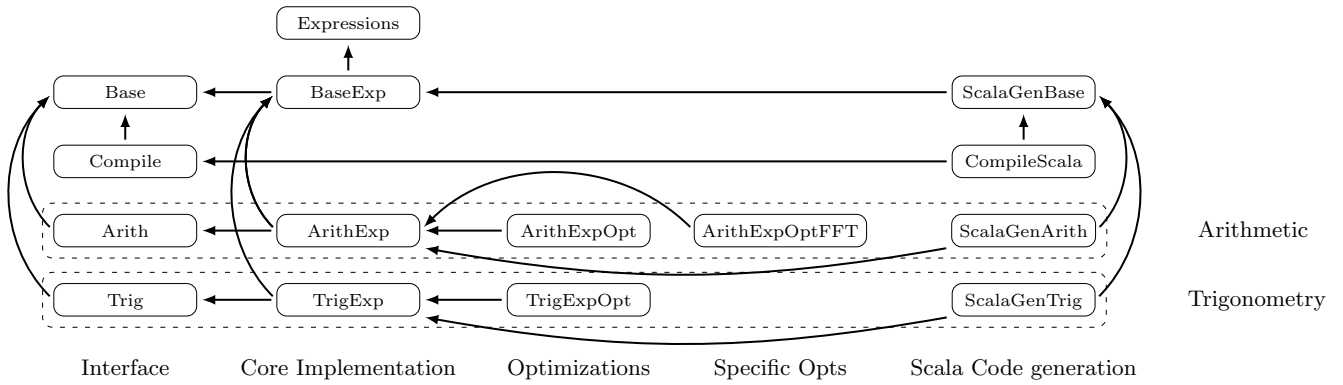 Expressions
Base BaseExp ScalaGenBase
Compile CompileScala
Arith ArithExp ArithExpOpt ArithExpOptFFT ScalaGenArith Arithmetic
Trig TrigExp TrigExpOpt ScalaGenTrig Trigonometry
Interface Core Implementation Optimizations Specific Opts Scala Code generation